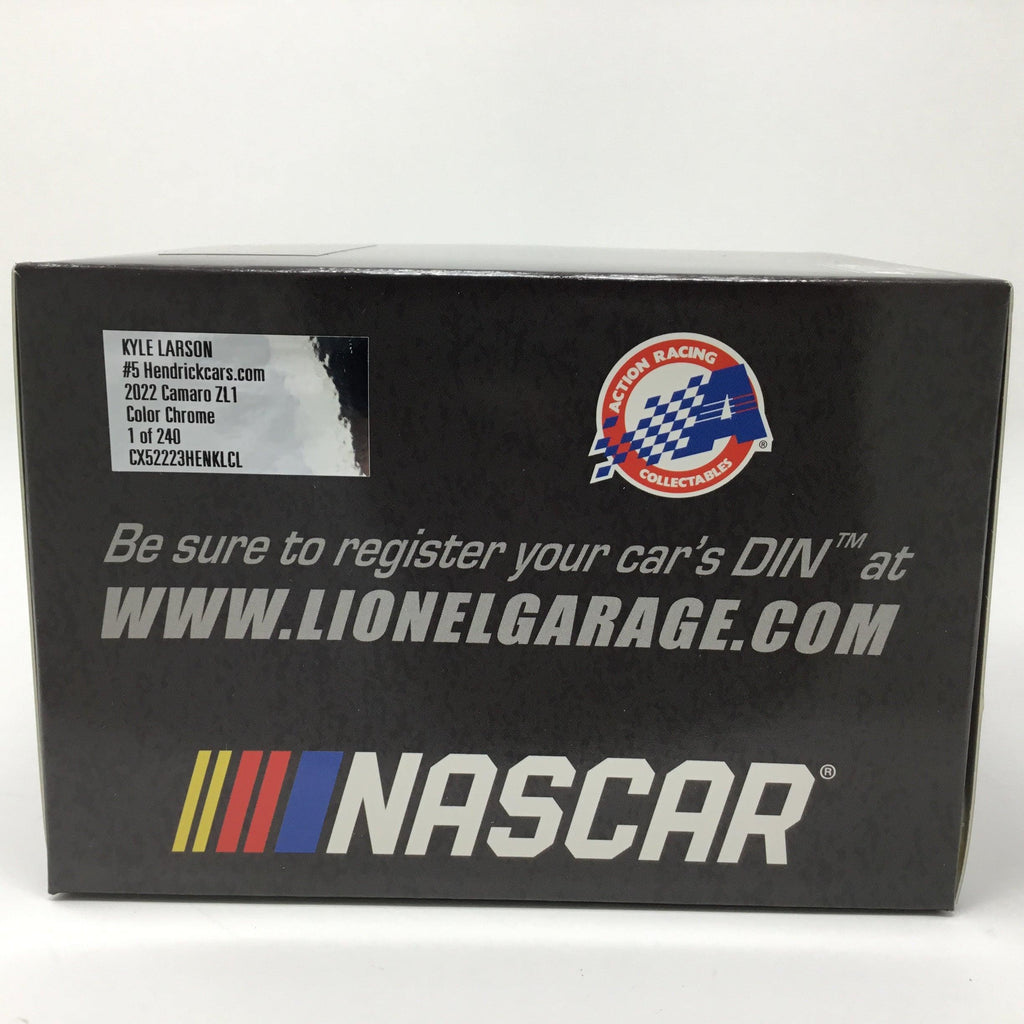 KYLE LARSON
#5 Hendrickcars.com
2022 Camaro ZL1
Color Chrome
1 of 240
CX52223HENKLCL
ACTION RACING
A®
COLLECTABLES
Be sure to register your car's DIN™ at
WWW.LIONELGARAGE.COM
NASCAR®